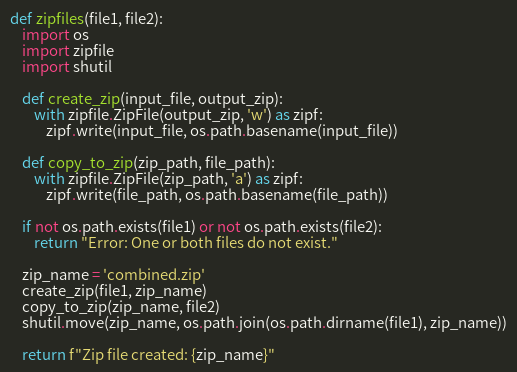 def zipfiles(file1, file2):
    import os
    import zipfile
    import shutil

    def create_zip(input_file, output_zip):
        with zipfile.ZipFile(output_zip, 'w') as zipf:
            zipf.write(input_file, os.path.basename(input_file))

    def copy_to_zip(zip_path, file_path):
        with zipfile.ZipFile(zip_path, 'a') as zipf:
            zipf.write(file_path, os.path.basename(file_path))

    if not os.path.exists(file1) or not os.path.exists(file2):
        return "Error: One or both files do not exist."

    zip_name = 'combined.zip'
    create_zip(file1, zip_name)
    copy_to_zip(zip_name, file2)
    shutil.move(zip_name, os.path.join(os.path.dirname(file1), zip_name))

    return f"Zip file created: {zip_name}"